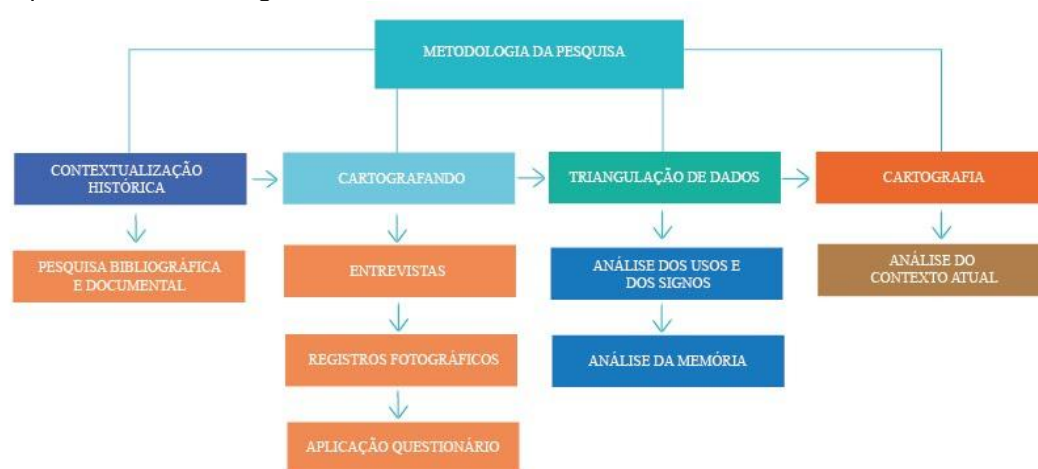 METODOLOGIA DA PESQUISA
CONTEXTUALIZAÇÃO
HISTÓRICA
CARTOGRAFANDO
TRIANGULAÇÃO DE DADOS
CARTOGRAFIA
PESQUISA BIBLIOGRÁFICA
E DOCUMENTAL
ENTREVISTAS
ANÁLISE DOS USOS E
DOS SIGNOS
ANÁLISE DO
CONTEXTO ATUAL
REGISTROS FOTOGRÁFICOS
ANÁLISE DA MEMÓRIA
APLICAÇÃO QUESTIONÁRIO